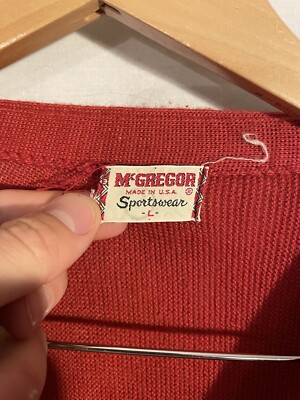 McGREGOR
MADE IN U.S.A. ®
Sportswear
-L-